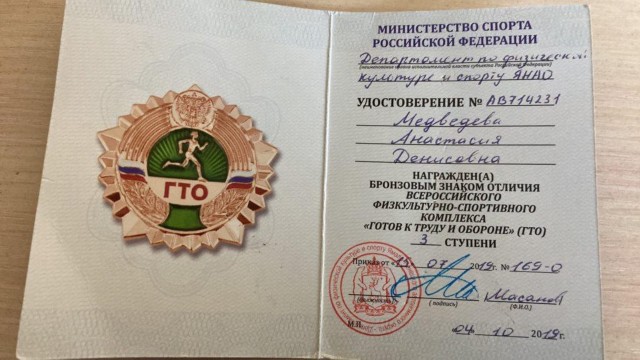 ГТО
МИНИСТЕРСТВО СПОРТА
РОССИЙСКОЙ ФЕДЕРАЦИИ
Департамент по физической
культуре и спорту ЯНАО
УДОСТОВЕРЕНИЕ № АВ714231
Медведева
Анастасия
Денисовна
НАГРАЖДЕН(А)
БРОНЗОВЫМ ЗНАКОМ ОТЛИЧИЯ
ВСЕРОССИЙСКОГО
ФИЗКУЛЬТУРНО-СПОРТИВНОГО
КОМПЛЕКСА
«ГОТОВ К ТРУДУ И ОБОРОНЕ» (ГТО)
3 СТУПЕНИ
Приказ от «15» 07 2019г. № 169-О
(подпись) (Ф.И.О.)
М.П.
04. 10 2019г.